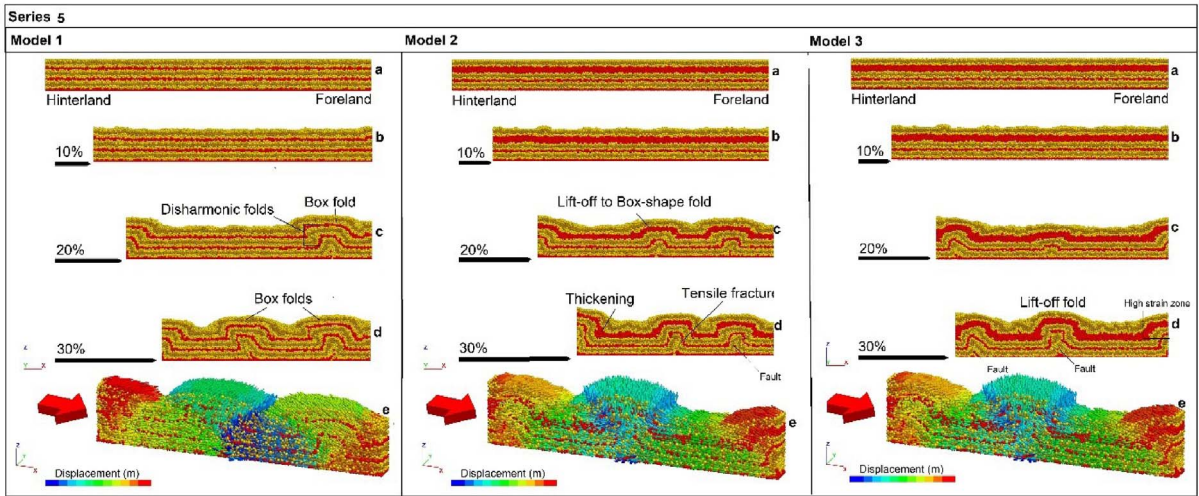 Series 5
Model 1
Model 2
Model 3
a
Hinterland
Foreland
b
10%
Disharmonic folds
Box fold
c
20%
Box folds
d
30%
z
y
x
e
z
y
x
Displacement (m)
a
Hinterland
Foreland
b
10%
Lift-off to Box-shape fold
c
20%
Thickening
Tensile fracture
d
30%
Fault
z
y
x
e
z
y
x
Displacement (m)
a
Hinterland
Foreland
b
10%
c
20%
Lift-off fold
High strain zone
d
30%
Fault
Fault
z
y
x
e
z
y
x
Displacement (m)